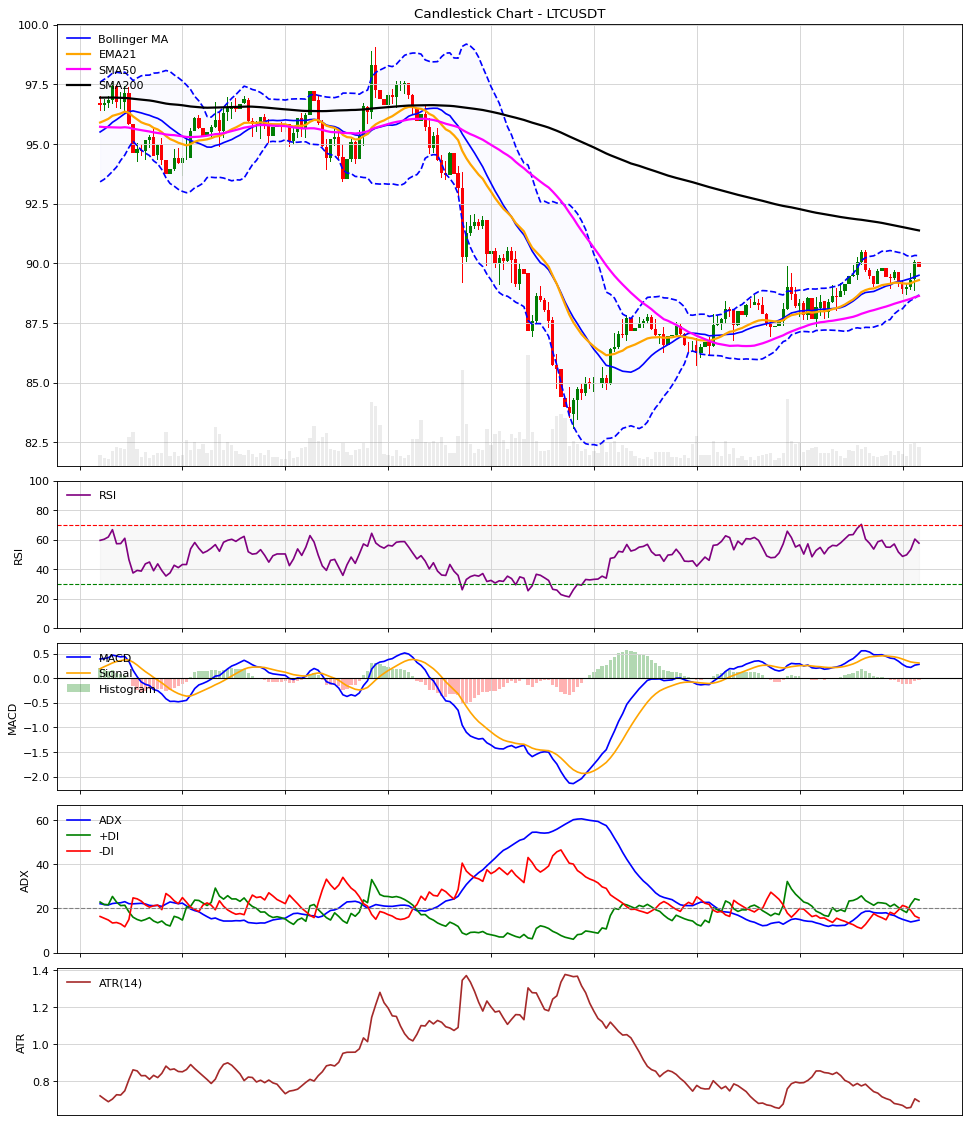 Candlestick Chart - LTCUSDT
100.0
97.5
95.0
92.5
90.0
87.5
85.0
82.5
Bollinger MA
EMA21
SMA50
SMA200
100
80
60
40
20
0
RSI
RSI
0.5
0.0
−0.5
−1.0
−1.5
−2.0
MACD
MACD
Signal
Histogram
60
40
20
0
ADX
ADX
+DI
-DI
1.4
1.2
1.0
0.8
ATR
ATR(14)